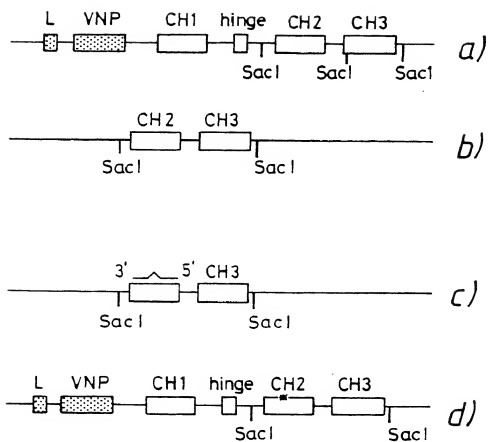 L VNP CH1 hinge CH2 CH3
SacI SacI SacI
a)
CH2 CH3
SacI SacI
b)
3' 5' CH3
SacI SacI
c)
L VNP CH1 hinge CH2 CH3
SacI SacI
d)